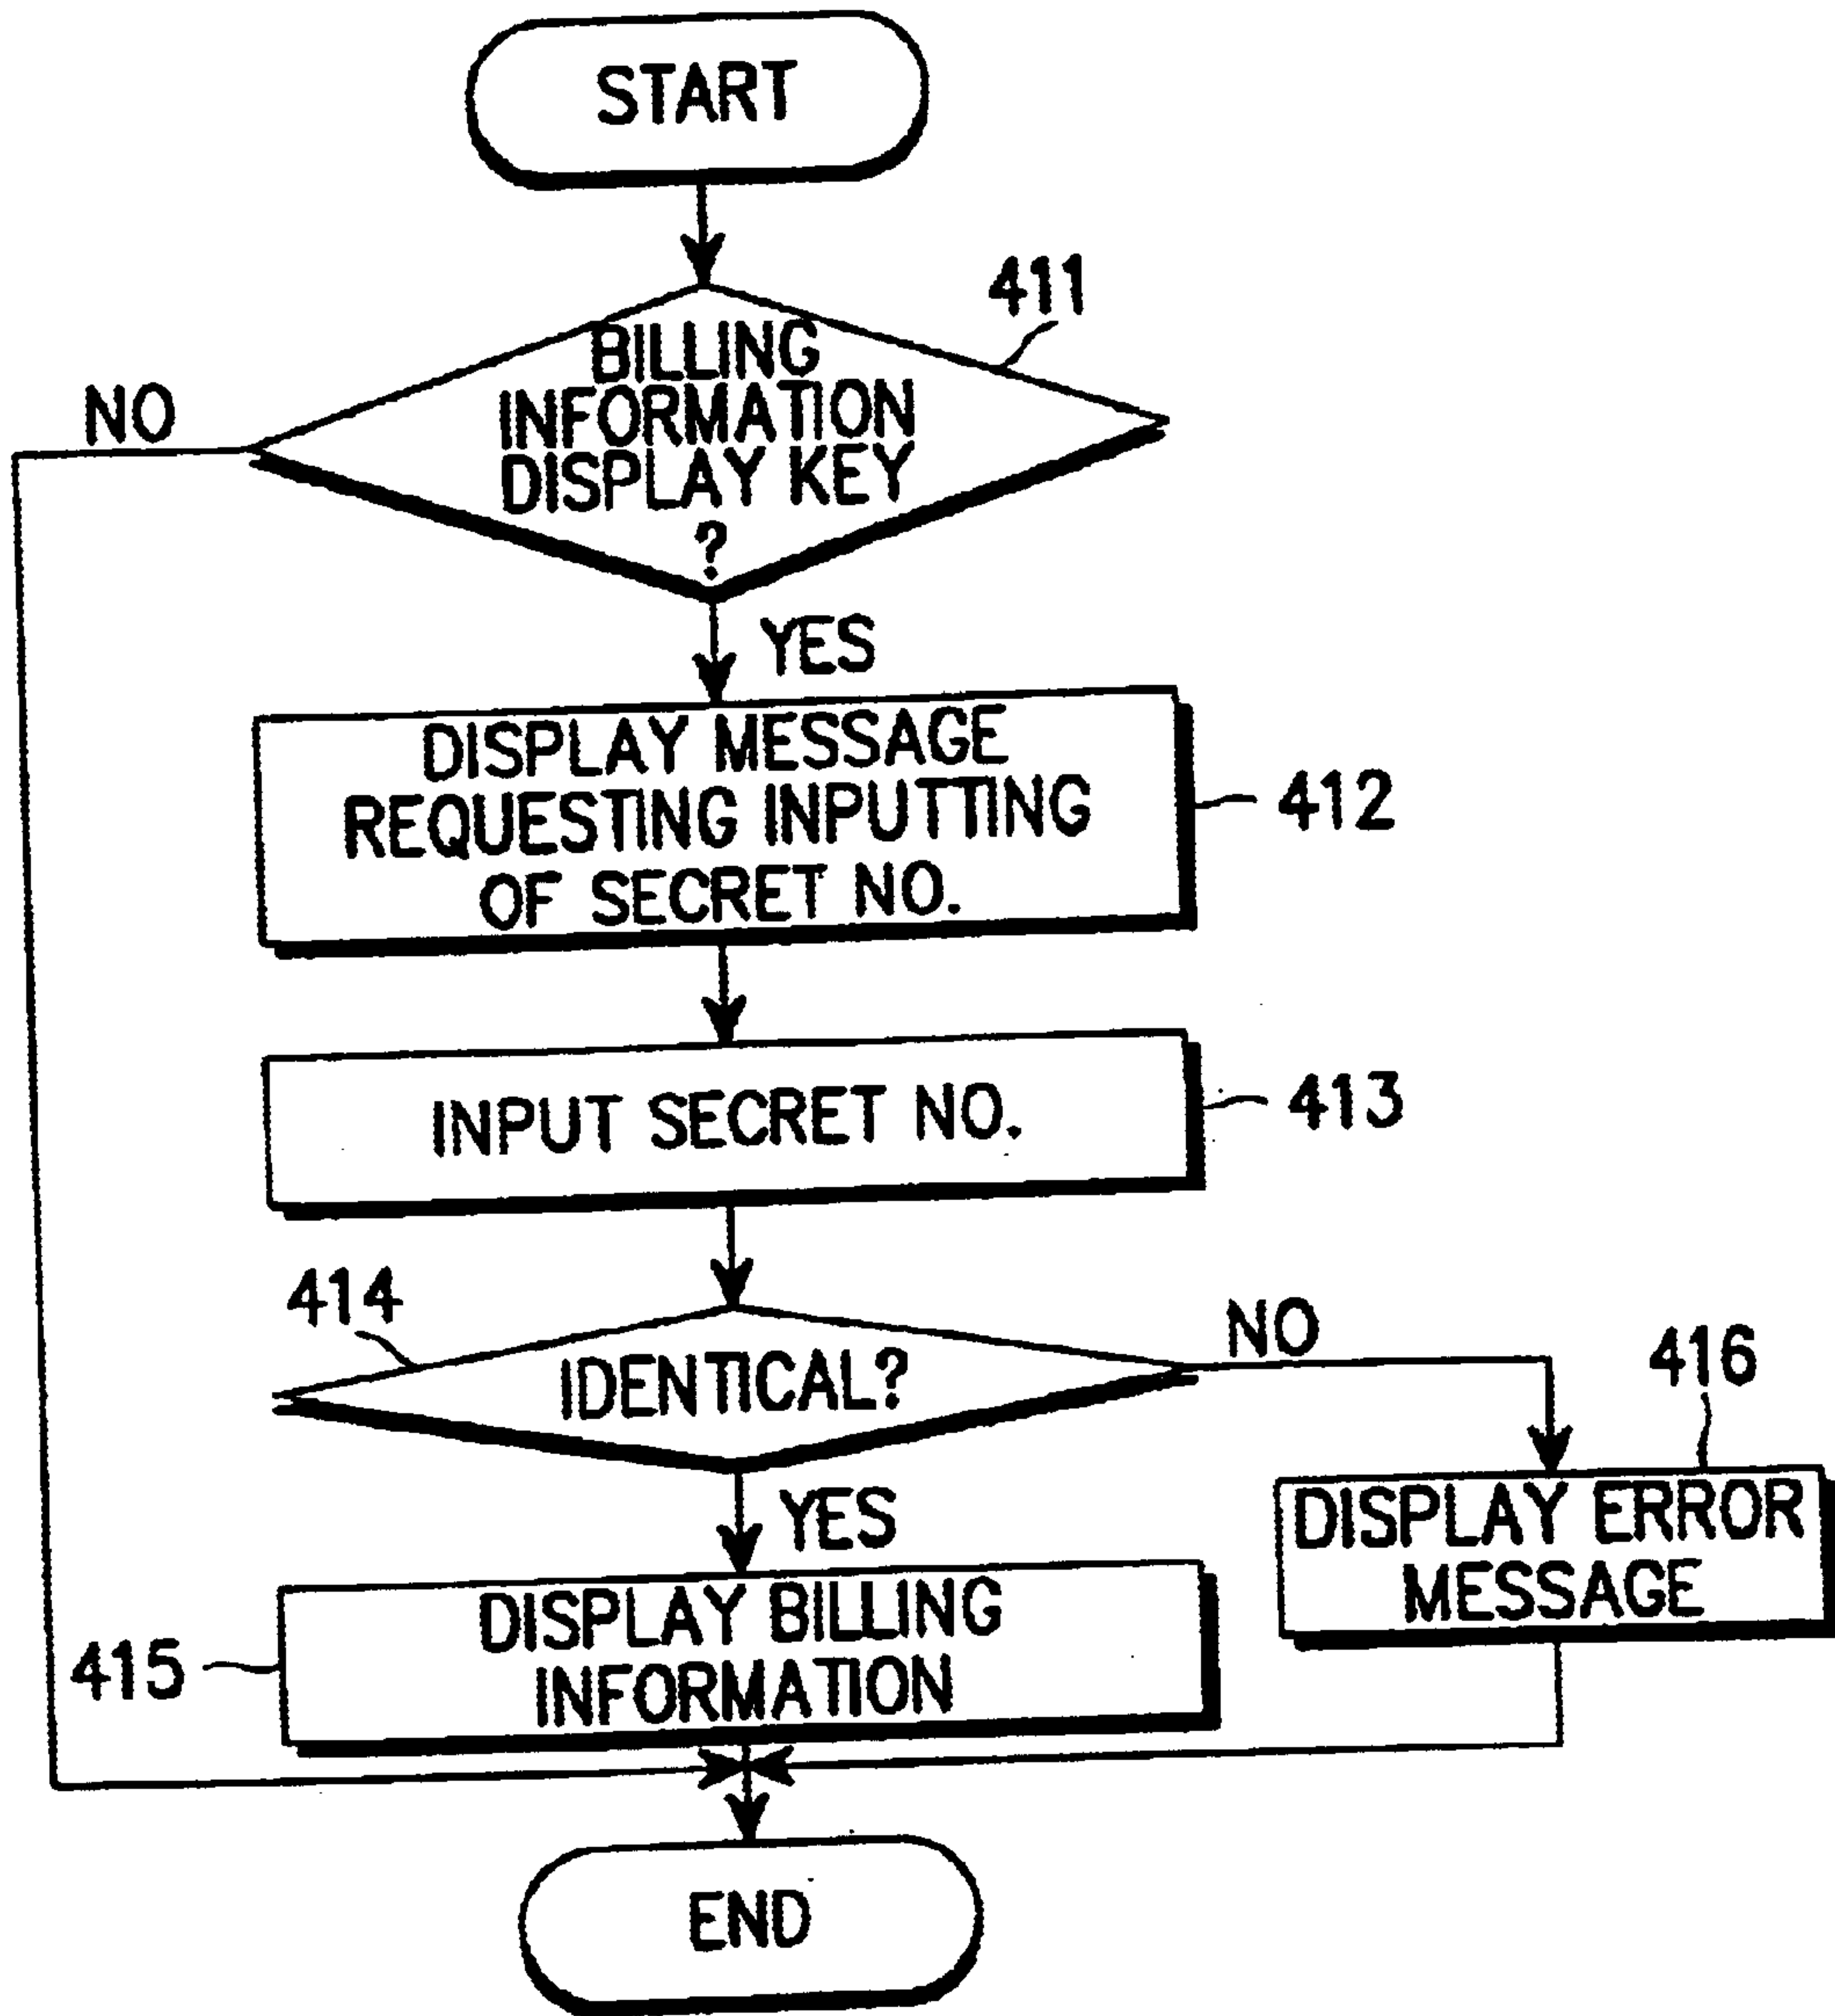 START
411
BILLING
INFORMATION
DISPLAY KEY
?
NO
YES
DISPLAY MESSAGE
REQUESTING INPUTTING
OF SECRET NO.
412
INPUT SECRET NO.
413
414
IDENTICAL?
NO
416
YES
DISPLAY ERROR
MESSAGE
DISPLAY BILLING
INFORMATION
415
END